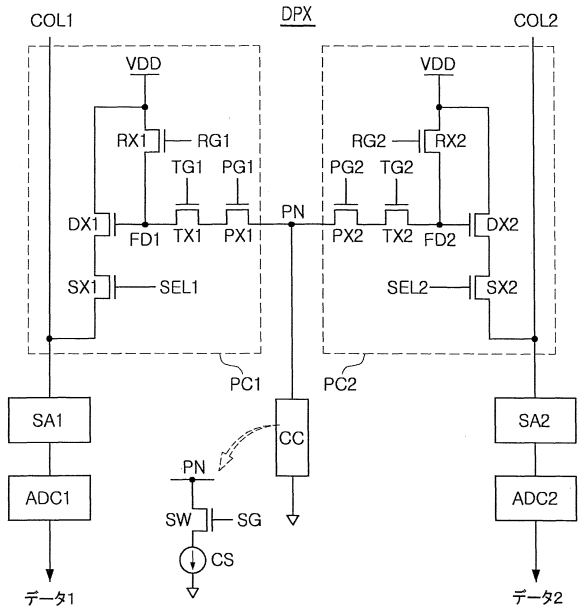 COL1 DPX COL2
VDD VDD
RX1 RG1 RG2 RX2
TG1 PG1 PG2 TG2
PN
DX1 FD1 TX1 PX1 PX2 TX2 FD2 DX2
SX1 SEL1 SEL2 SX2
PC1 PC2
SA1 CC SA2
PN
ADC1 SW SG ADC2
CS
データ1 データ2